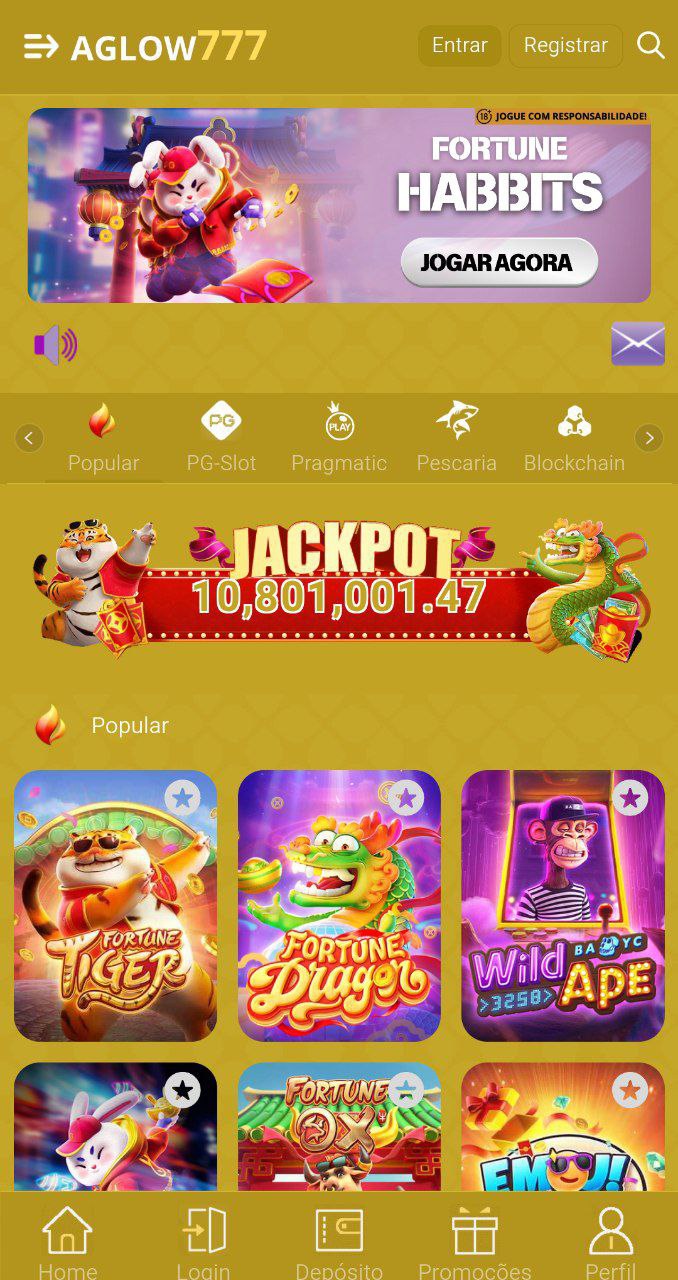 AGLOW777
Entrar
Registrar
18+ JOGUE COM RESPONSABILIDADE!
FORTUNE
HABBITS
JOGAR AGORA
Popular
PG-Slot
Pragmatic
Pescaria
Blockchain
PG
PLAY
JACKPOT
10,801,001.47
Popular
FORTUNE
TIGER
FORTUNE
Dragon
Wild BAYC
>3258> APE
FORTUNE
OX
EMOJI
Home
Login
Depósito
Promoções
Perfil